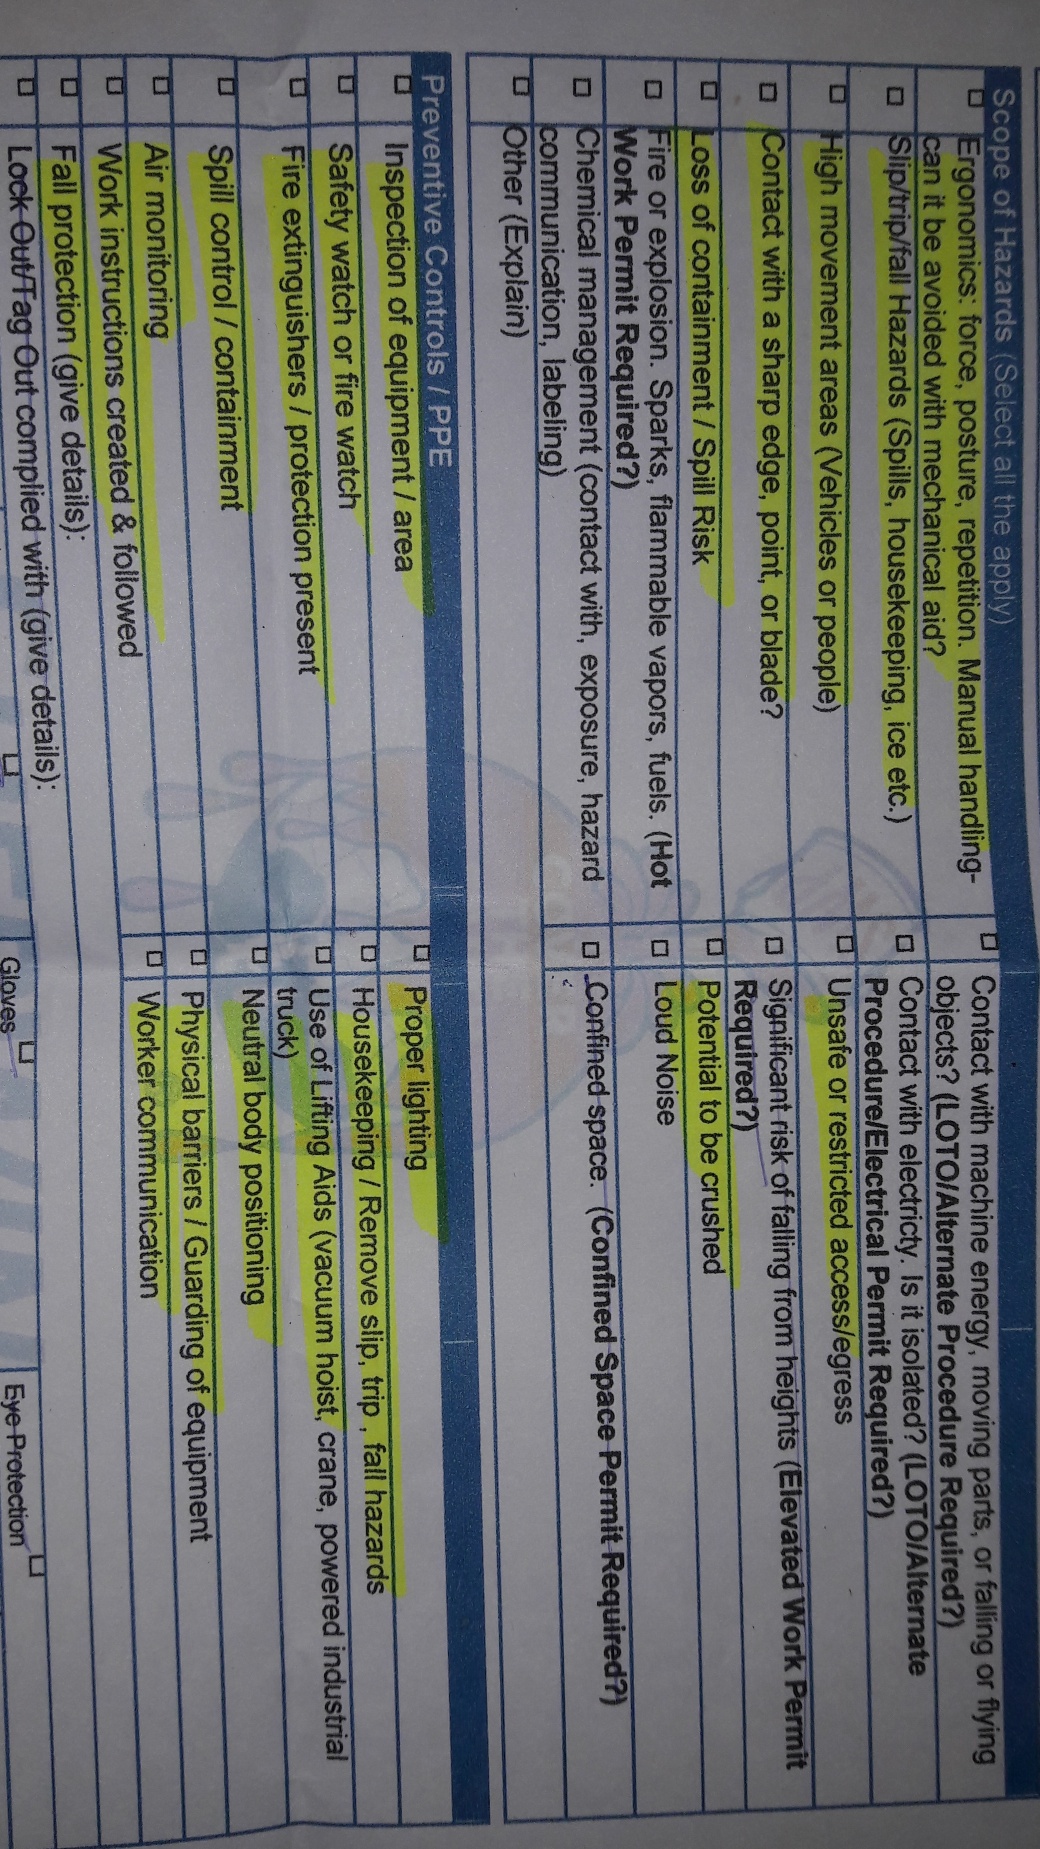 Scope of Hazards (Select all the apply)
Ergonomics: force, posture, repetition. Manual handling-
can it be avoided with mechanical aid?
Slip/trip/fall Hazards (Spills, housekeeping, ice etc.)
High movement areas (Vehicles or people)
Contact with a sharp edge, point, or blade?
Loss of containment / Spill Risk
Fire or explosion. Sparks, flammable vapors, fuels. (Hot
Work Permit Required?)
Chemical management (contact with, exposure, hazard
communication, labeling)
Other (Explain)
Contact with machine energy, moving parts, or falling or flying
objects? (LOTO/Alternate Procedure Required?)
Contact with electricty. Is it isolated? (LOTO/Alternate
Procedure/Electrical Permit Required?)
Unsafe or restricted access/egress
Significant risk of falling from heights (Elevated Work Permit
Required?)
Potential to be crushed
Loud Noise
Confined space. (Confined Space Permit Required?)
Preventive Controls / PPE
Inspection of equipment / area
Safety watch or fire watch
Fire extinguishers / protection present
Spill control / containment
Air monitoring
Work instructions created & followed
Fall protection (give details):
Lock Out/Tag Out complied with (give details):
Proper lighting
Housekeeping / Remove slip, trip , fall hazards
Use of Lifting Aids (vacuum hoist, crane, powered industrial
truck)
Neutral body positioning
Physical barriers / Guarding of equipment
Worker communication
Gloves
Eye Protection